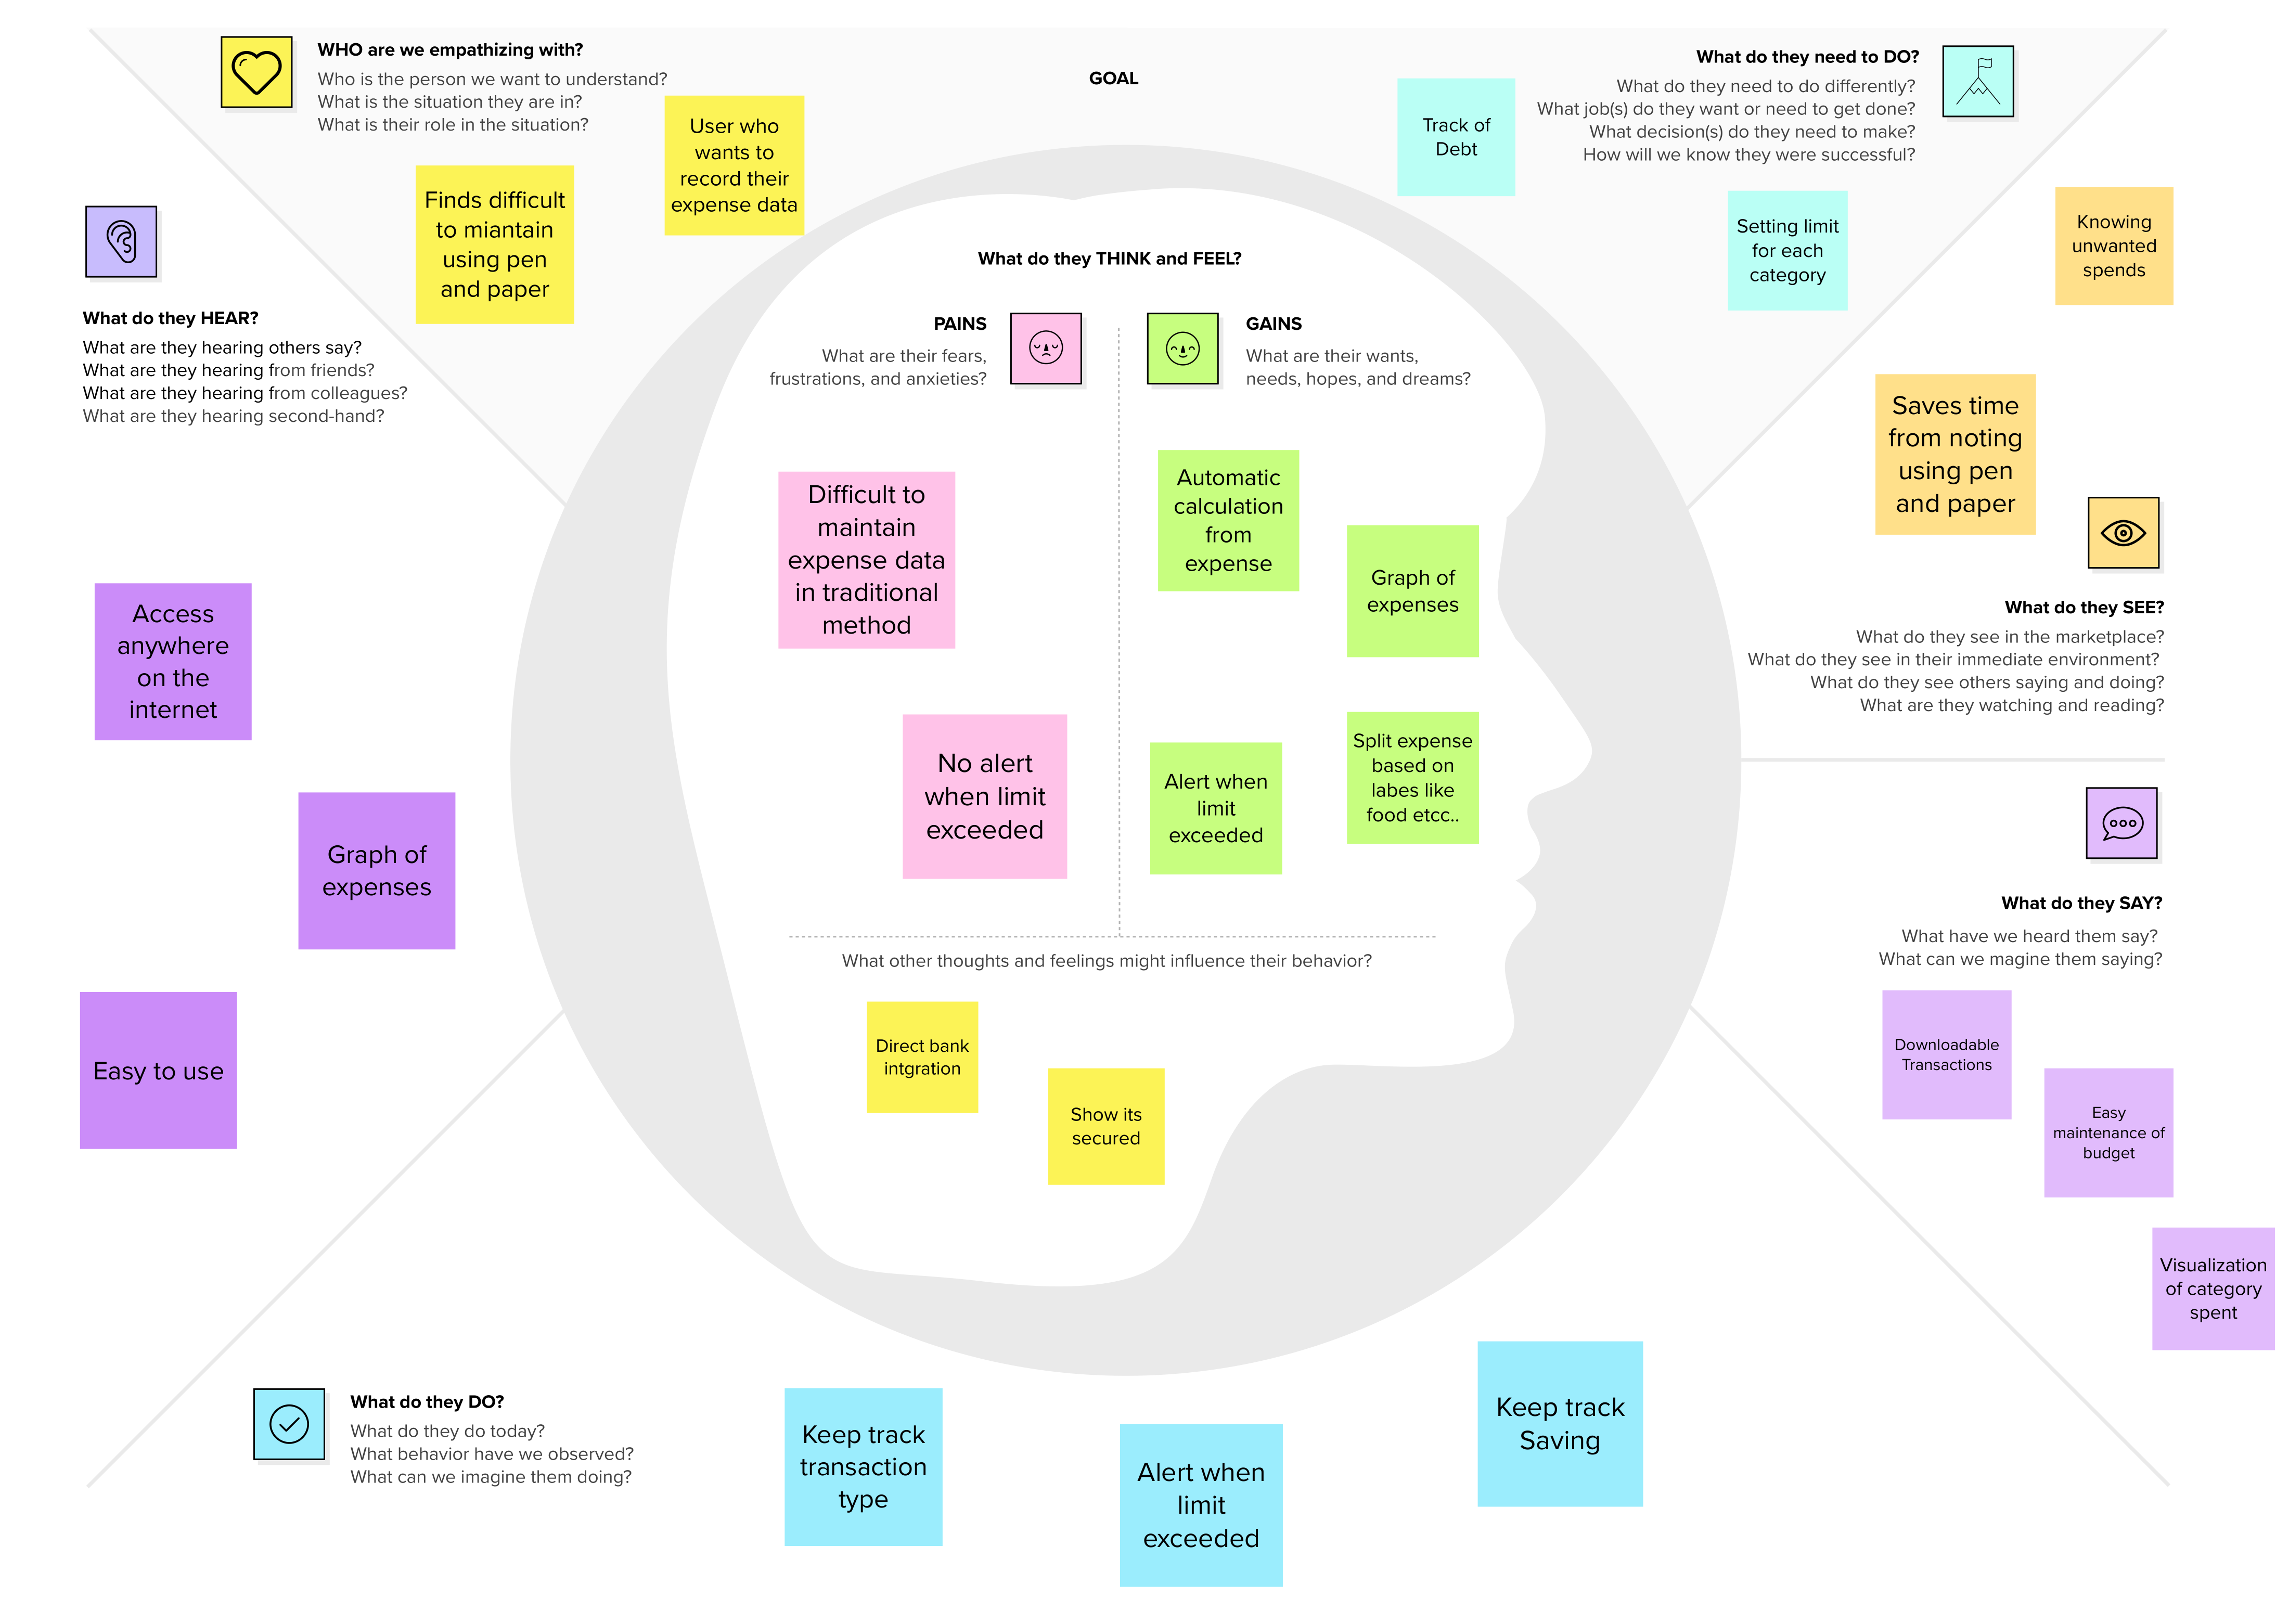 WHO are we empathizing with?
Who is the person we want to understand?
What is the situation they are in?
What is their role in the situation?
Finds difficult
to miantain
using pen
and paper
User who
wants to
record their
expense data
GOAL
What do they need to DO?
What do they need to do differently?
What job(s) do they want or need to get done?
What decision(s) do they need to make?
How will we know they were successful?
Track of
Debt
Setting limit
for each
category
Knowing
unwanted
spends
Saves time
from noting
using pen
and paper
What do they SEE?
What do they see in the marketplace?
What do they see in their immediate environment?
What do they see others saying and doing?
What are they watching and reading?
What do they HEAR?
What are they hearing others say?
What are they hearing from friends?
What are they hearing from colleagues?
What are they hearing second-hand?
Access
anywhere
on the
internet
Graph of
expenses
Easy to use
What do they THINK and FEEL?
PAINS
What are their fears,
frustrations, and anxieties?
Difficult to
maintain
expense data
in traditional
method
No alert
when limit
exceeded
GAINS
What are their wants,
needs, hopes, and dreams?
Automatic
calculation
from
expense
Graph of
expenses
Alert when
limit
exceeded
Split expense
based on
labes like
food etcc..
What other thoughts and feelings might influence their behavior?
Direct bank
intgration
Show its
secured
What do they SAY?
What have we heard them say?
What can we magine them saying?
Downloadable
Transactions
Easy
maintenance of
budget
Visualization
of category
spent
What do they DO?
What do they do today?
What behavior have we observed?
What can we imagine them doing?
Keep track
transaction
type
Alert when
limit
exceeded
Keep track
Saving